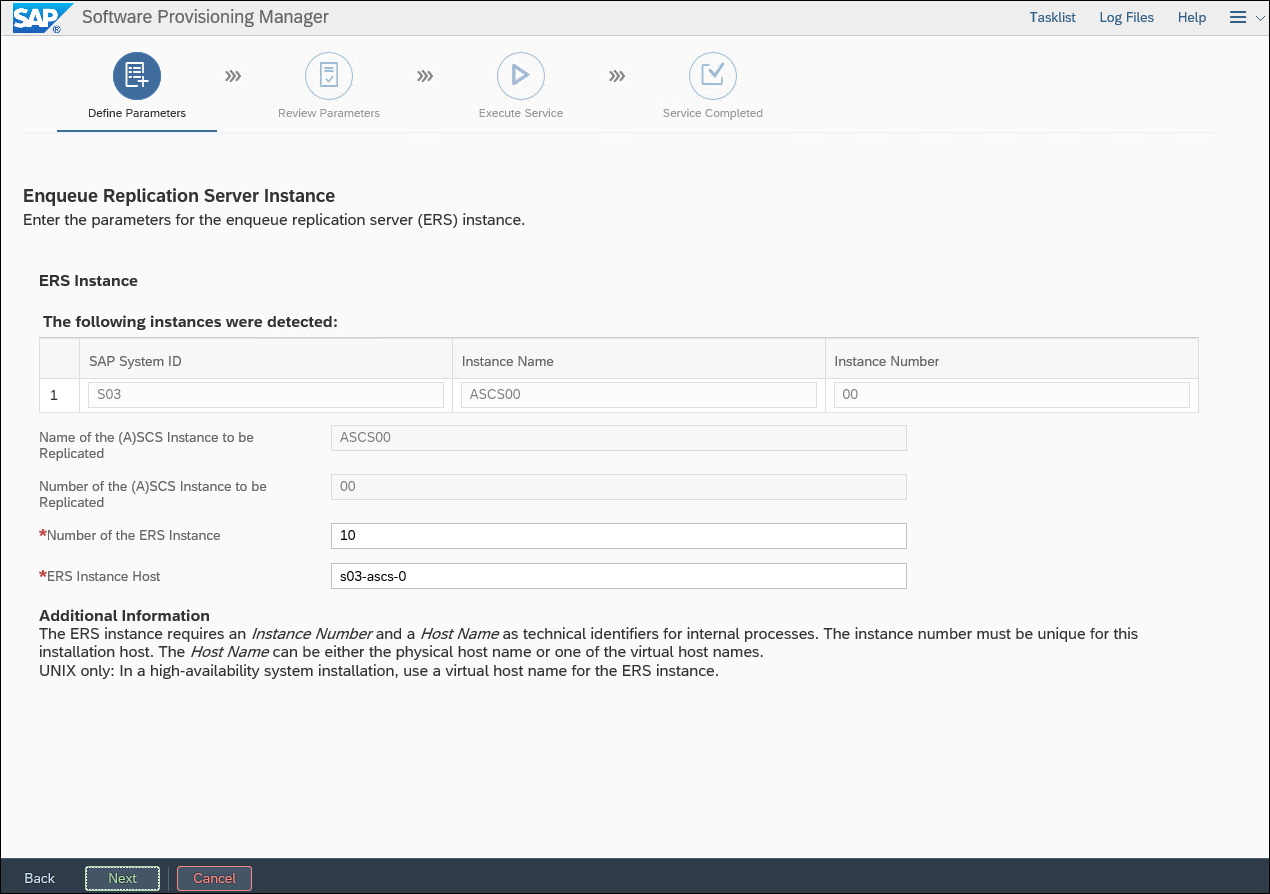 SAP ® Software Provisioning Manager Tasklist Log Files Help
Define Parameters Review Parameters Execute Service Service Completed
Enqueue Replication Server Instance
Enter the parameters for the enqueue replication server (ERS) instance.
ERS Instance
The following instances were detected:
SAP System ID Instance Name Instance Number
1 S03 ASCS00 00
Name of the (A)SCS Instance to be
Replicated
ASCS00
Number of the (A)SCS Instance to be
Replicated
00
*Number of the ERS Instance 10
*ERS Instance Host s03-ascs-0
Additional Information
The ERS instance requires an Instance Number and a Host Name as technical identifiers for internal processes. The instance number must be unique for this
installation host. The Host Name can be either the physical host name or one of the virtual host names.
UNIX only: In a high-availability system installation, use a virtual host name for the ERS instance.
Back Next Cancel